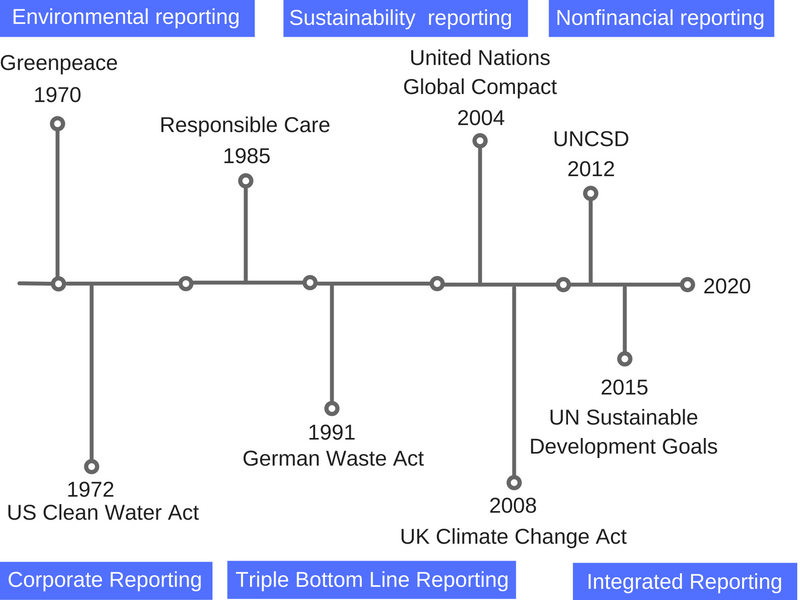 Environmental reporting
Sustainability  reporting
Nonfinancial reporting
Greenpeace
1970
Responsible Care
1985
United Nations
Global Compact
2004
UNCSD
2012
2020
1972
US Clean Water Act
1991
German Waste Act
2008
UK Climate Change Act
2015
UN Sustainable
Development Goals
Corporate Reporting
Triple Bottom Line Reporting
Integrated Reporting